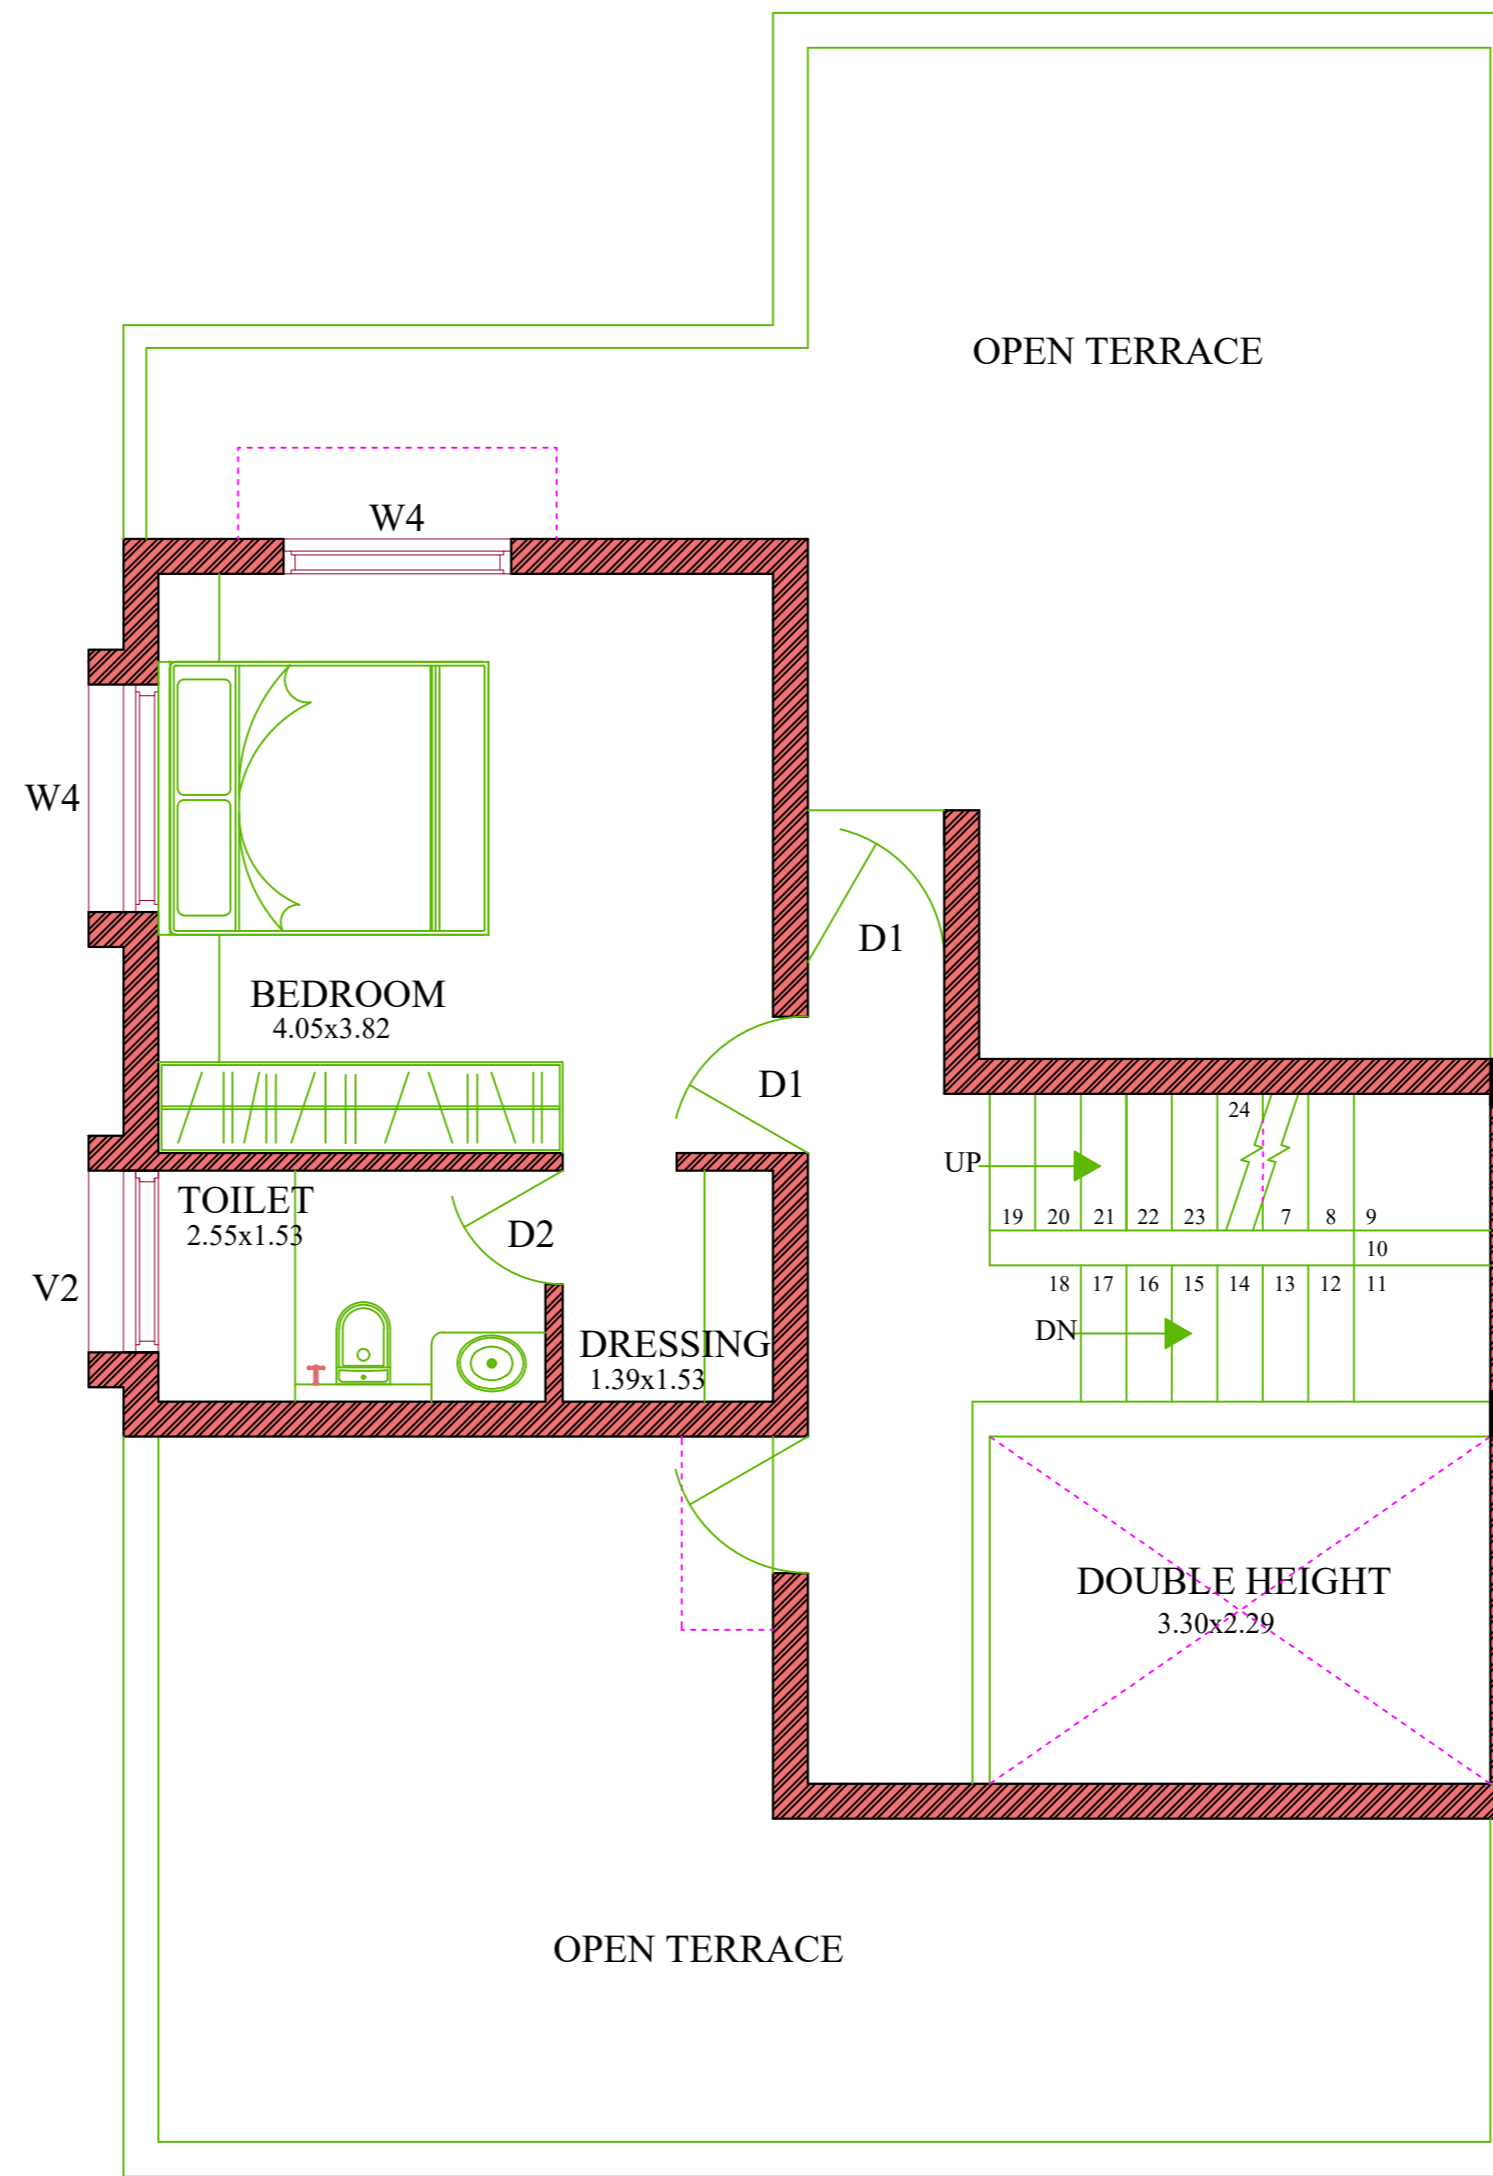 OPEN TERRACE
W4
W4
D1
BEDROOM
4.05x3.82
D1
24
UP
TOILET
2.55x1.53
19 20 21 22 23 7 8 9
D2
10
V2
18 17 16 15 14 13 12 11
DN
DRESSING
1.39x1.53
DOUBLE HEIGHT
3.30x2.29
OPEN TERRACE